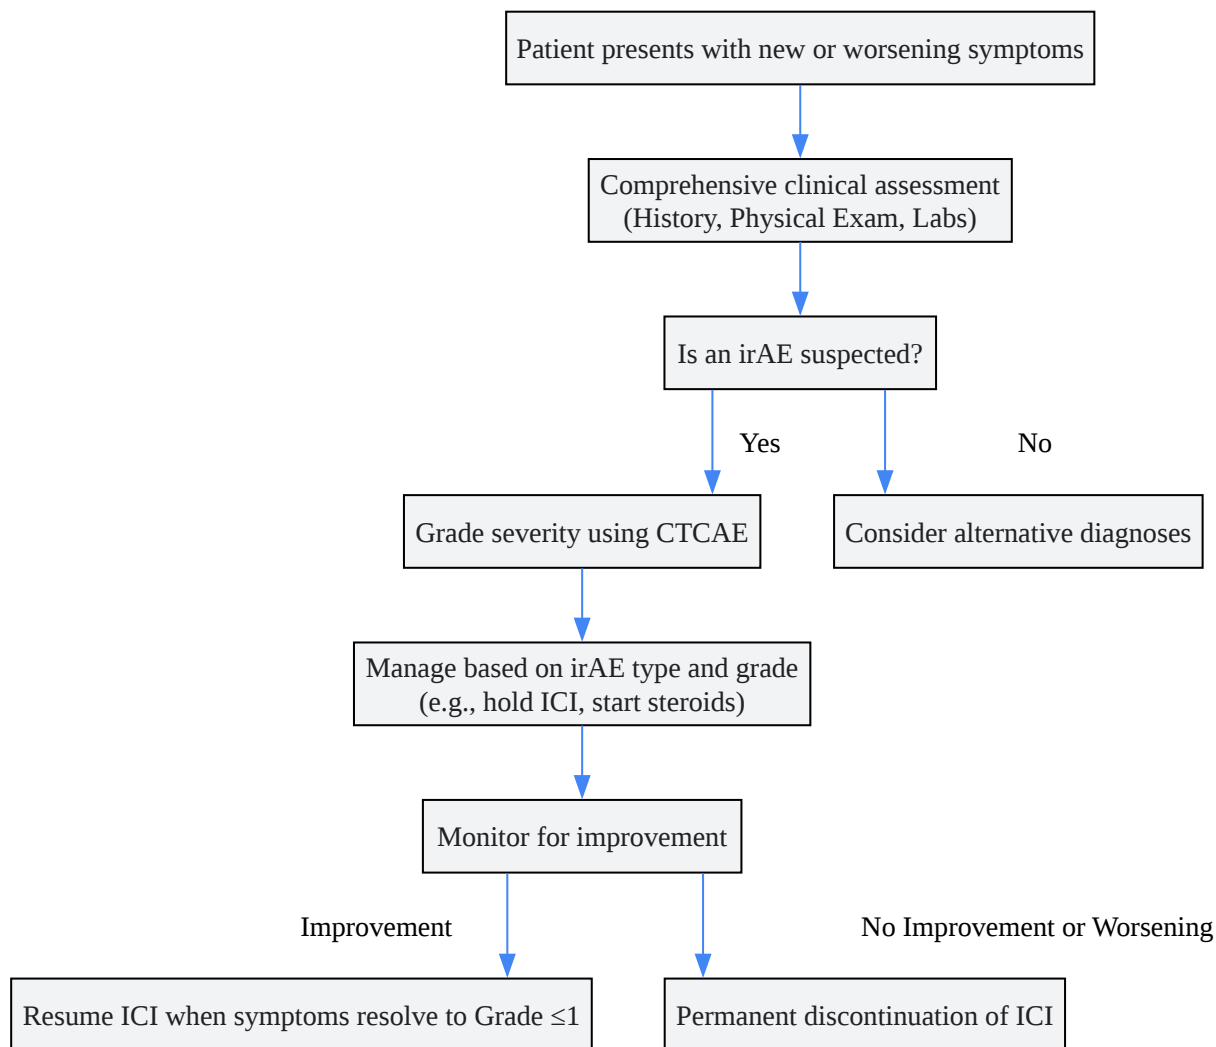 Patient presents with new or worsening symptoms
Comprehensive clinical assessment
(History, Physical Exam, Labs)
Is an irAE suspected?
Yes
No
Grade severity using CTCAE
Consider alternative diagnoses
Manage based on irAE type and grade
(e.g., hold ICI, start steroids)
Monitor for improvement
Improvement
No Improvement or Worsening
Resume ICI when symptoms resolve to Grade ≤1
Permanent discontinuation of ICI